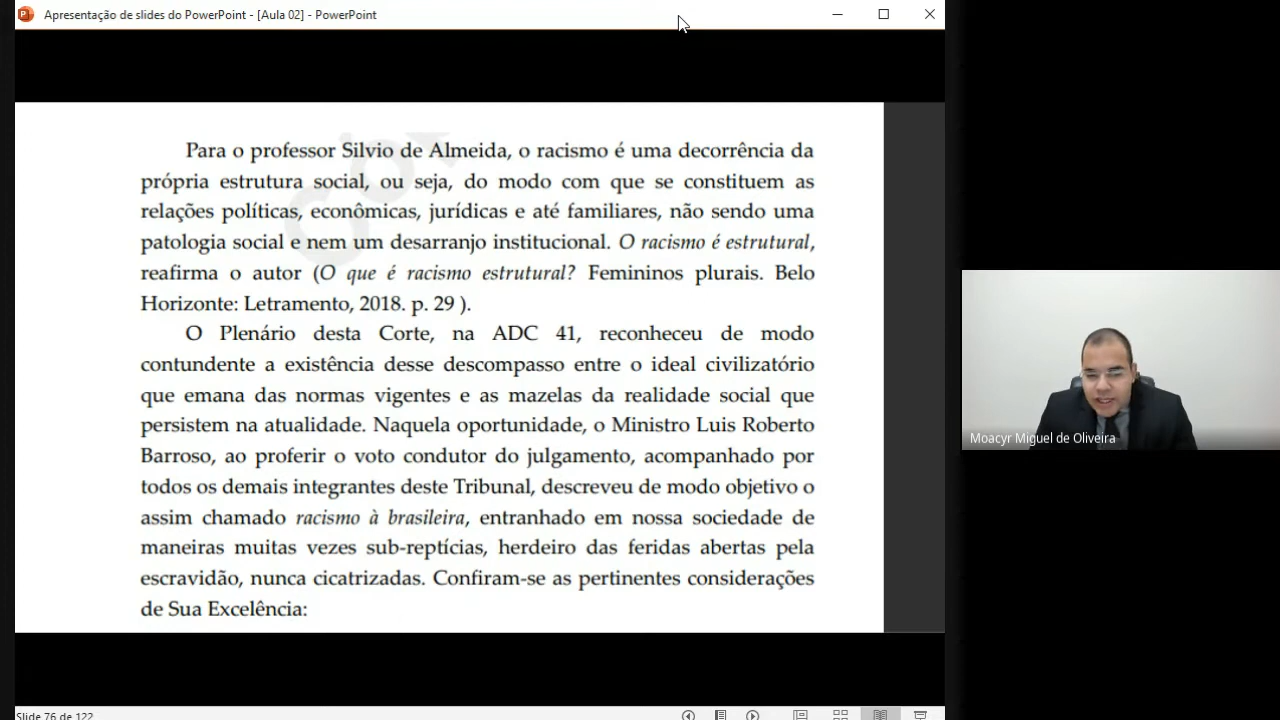 Apresentação de slides do PowerPoint - [Aula 02] - PowerPoint
Para o professor Silvio de Almeida, o racismo é uma decorrência da
própria estrutura social, ou seja, do modo com que se constituem as
relações políticas, econômicas, jurídicas e até familiares, não sendo uma
patologia social e nem um desarranjo institucional. O racismo é estrutural,
reafirma o autor (O que é racismo estrutural? Femininos plurais. Belo
Horizonte: Letramento, 2018. p. 29 ).
O Plenário desta Corte, na ADC 41, reconheceu de modo
contundente a existência desse descompasso entre o ideal civilizatório
que emana das normas vigentes e as mazelas da realidade social que
persistem na atualidade. Naquela oportunidade, o Ministro Luis Roberto
Barroso, ao proferir o voto condutor do julgamento, acompanhado por
todos os demais integrantes deste Tribunal, descreveu de modo objetivo o
assim chamado racismo à brasileira, entranhado em nossa sociedade de
maneiras muitas vezes sub-reptícias, herdeiro das feridas abertas pela
escravidão, nunca cicatrizadas. Confiram-se as pertinentes considerações
de Sua Excelência:
Moacyr Miguel de Oliveira
Slide 76 de 122